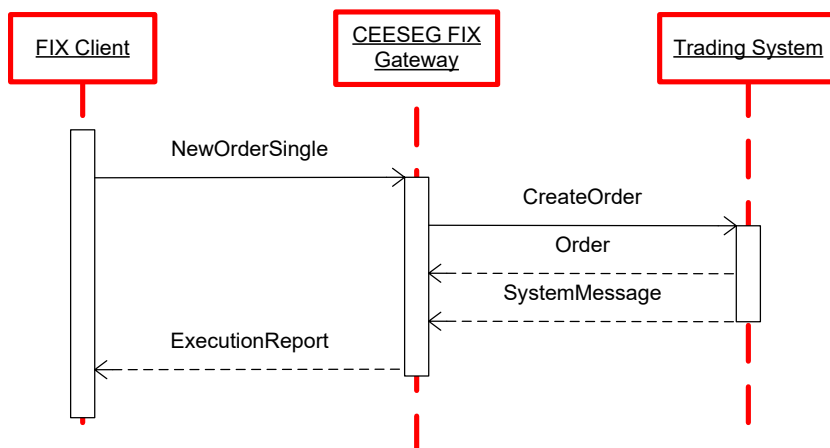 FIX Client
CEESEG FIX
Gateway
Trading System
NewOrderSingle
CreateOrder
Order
SystemMessage
ExecutionReport